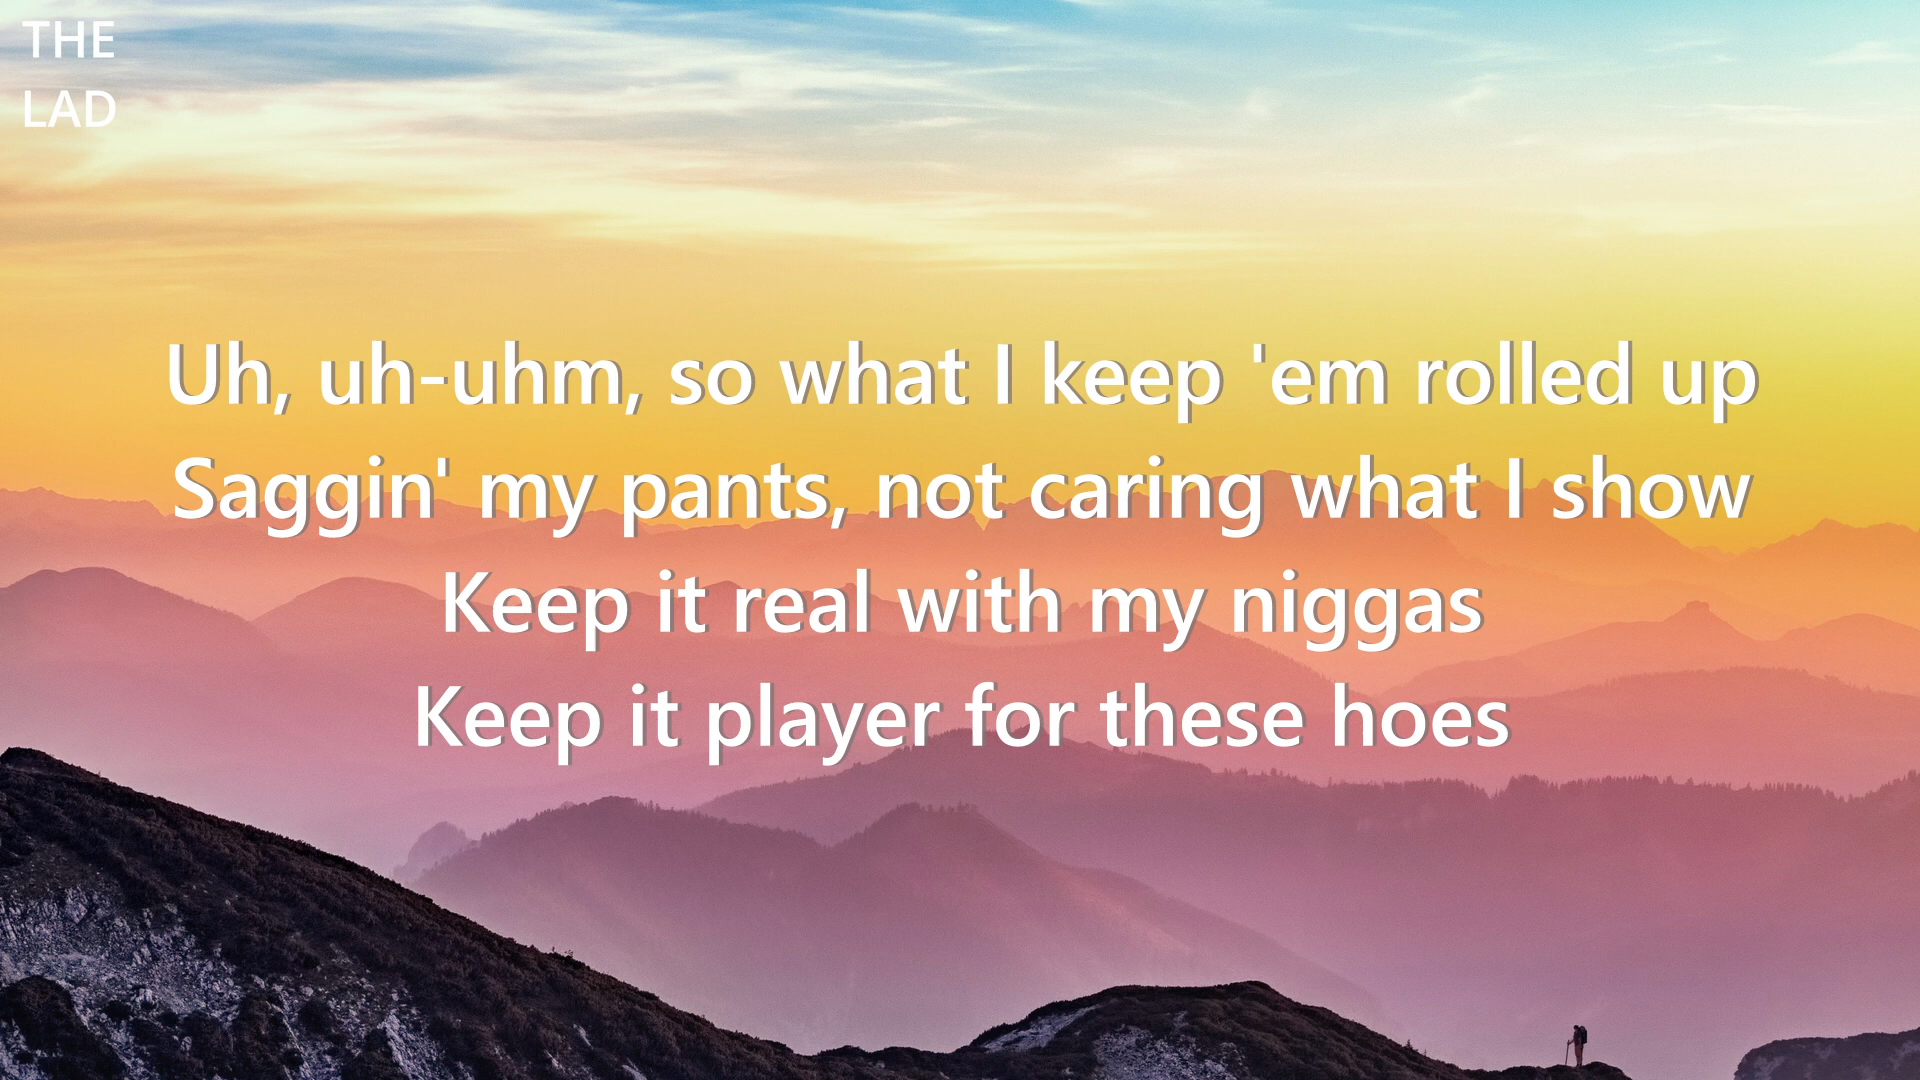 THE
LAD
Uh, uh-uhm, so what I keep 'em rolled up
Saggin' my pants, not caring what I show
Keep it real with my niggas
Keep it player for these hoes